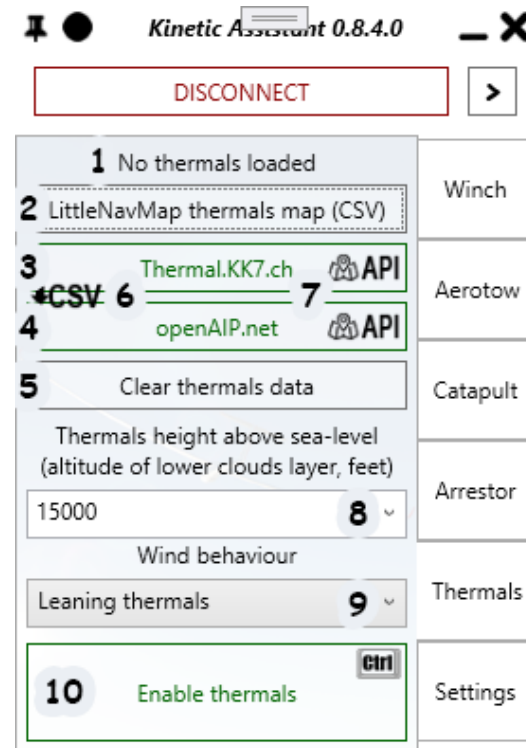 Kinetic Assistant 0.8.4.0
DISCONNECT
>
1 No thermals loaded
2 LittleNavMap thermals map (CSV)
3 Thermal.KK7.ch API
CSV 6 7
4 openAIP.net API
5 Clear thermals data
Thermals height above sea-level
(altitude of lower clouds layer, feet)
15000 8
Wind behaviour
Leaning thermals 9
Ctrl
10 Enable thermals
Winch
Aerotow
Catapult
Arrestor
Thermals
Settings